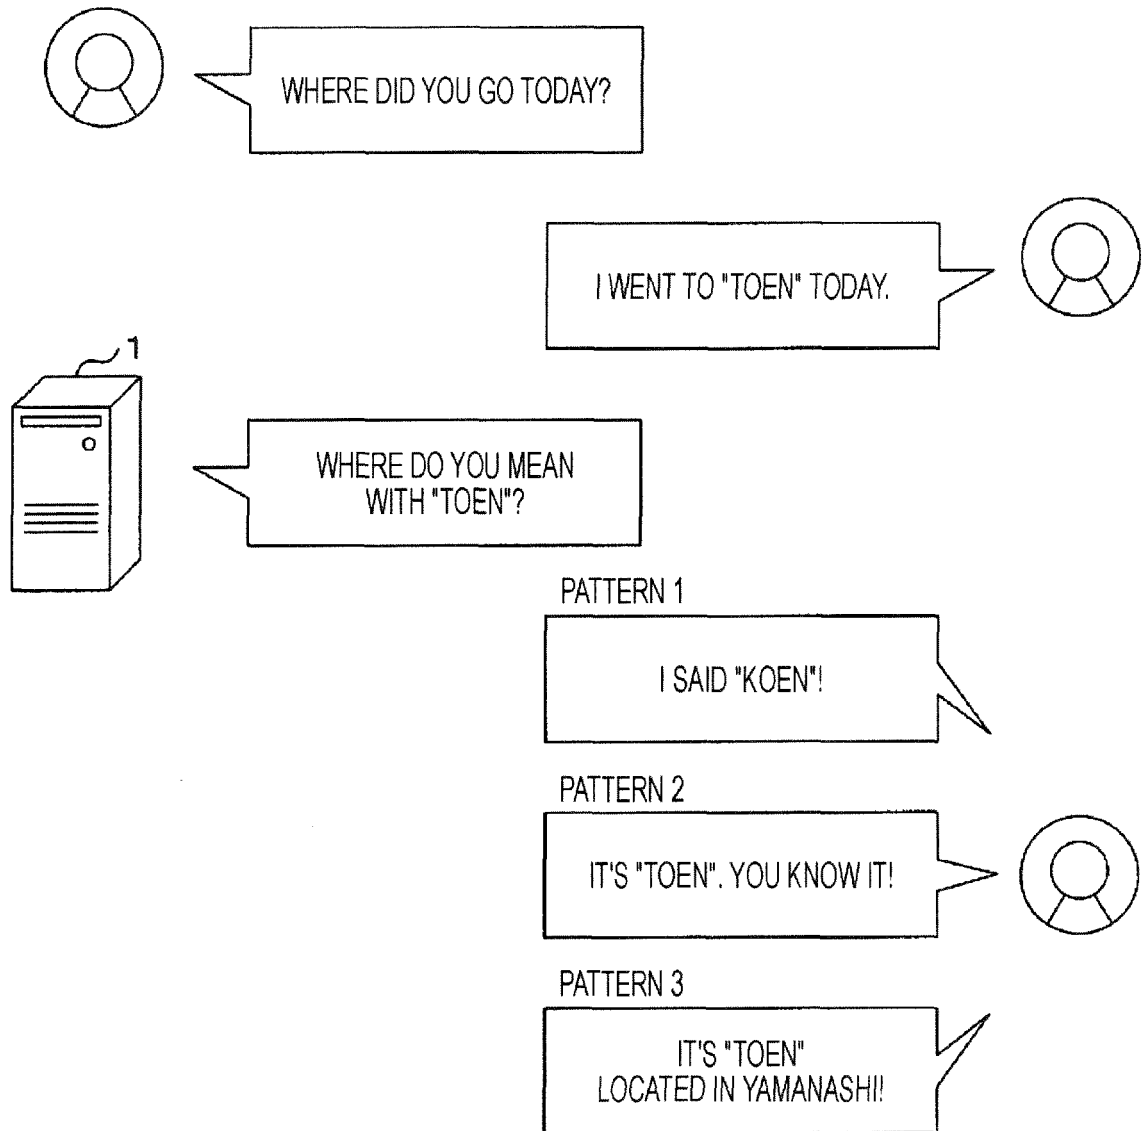 WHERE DID YOU GO TODAY?
I WENT TO "TOEN" TODAY.
1
WHERE DO YOU MEAN
WITH "TOEN"?
PATTERN 1
I SAID "KOEN"!
PATTERN 2
IT'S "TOEN". YOU KNOW IT!
PATTERN 3
IT'S "TOEN"
LOCATED IN YAMANASHI!